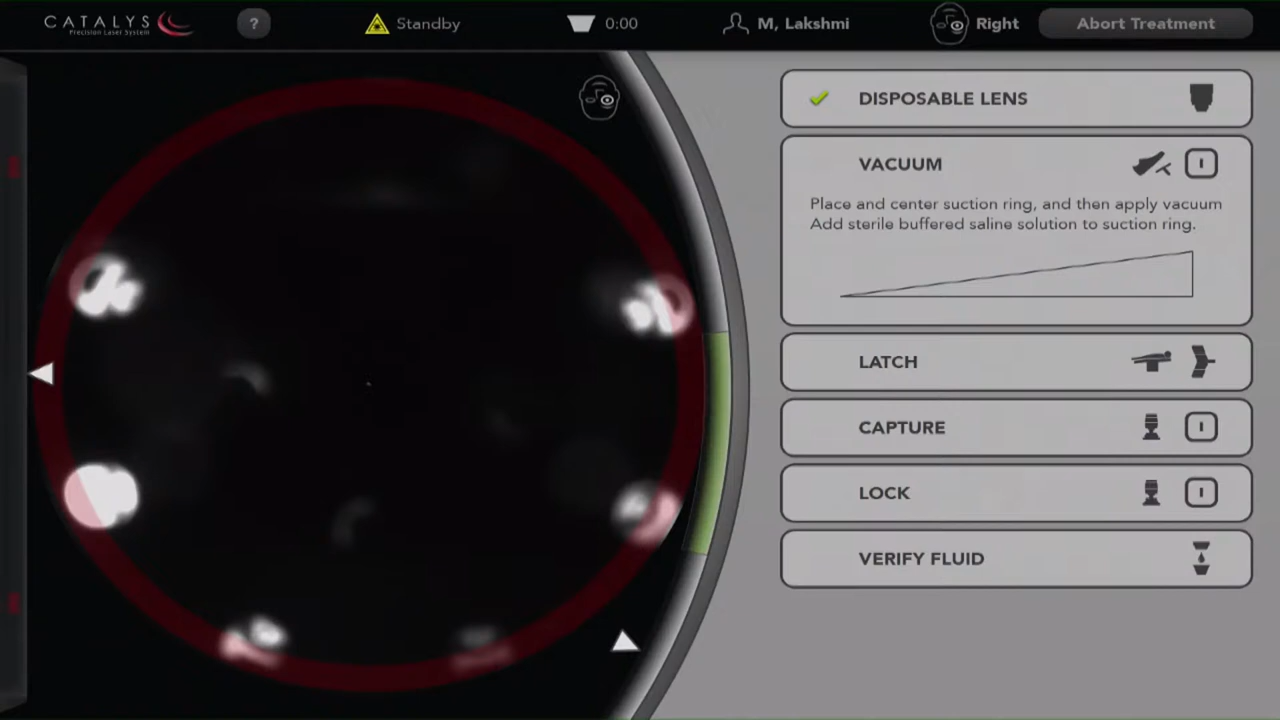 CATALYS
Precision Laser System
?
Standby
0:00
M, Lakshmi
Right
Abort Treatment
DISPOSABLE LENS
VACUUM
Place and center suction ring, and then apply vacuum
Add sterile buffered saline solution to suction ring.
LATCH
CAPTURE
LOCK
VERIFY FLUID